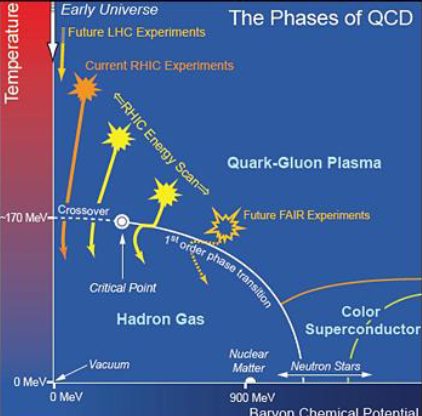 The Phases of QCD
Early Universe
Future LHC Experiments
Current RHIC Experiments
⇐RHIC Energy Scan⇒
Quark-Gluon Plasma
Temperature
~170 MeV
Crossover
Future FAIR Experiments
1st order phase transition
Critical Point
Hadron Gas
Color
Superconductor
Vacuum
Nuclear
Matter
Neutron Stars
0 MeV
0 MeV
900 MeV
Baryon Chemical Potential